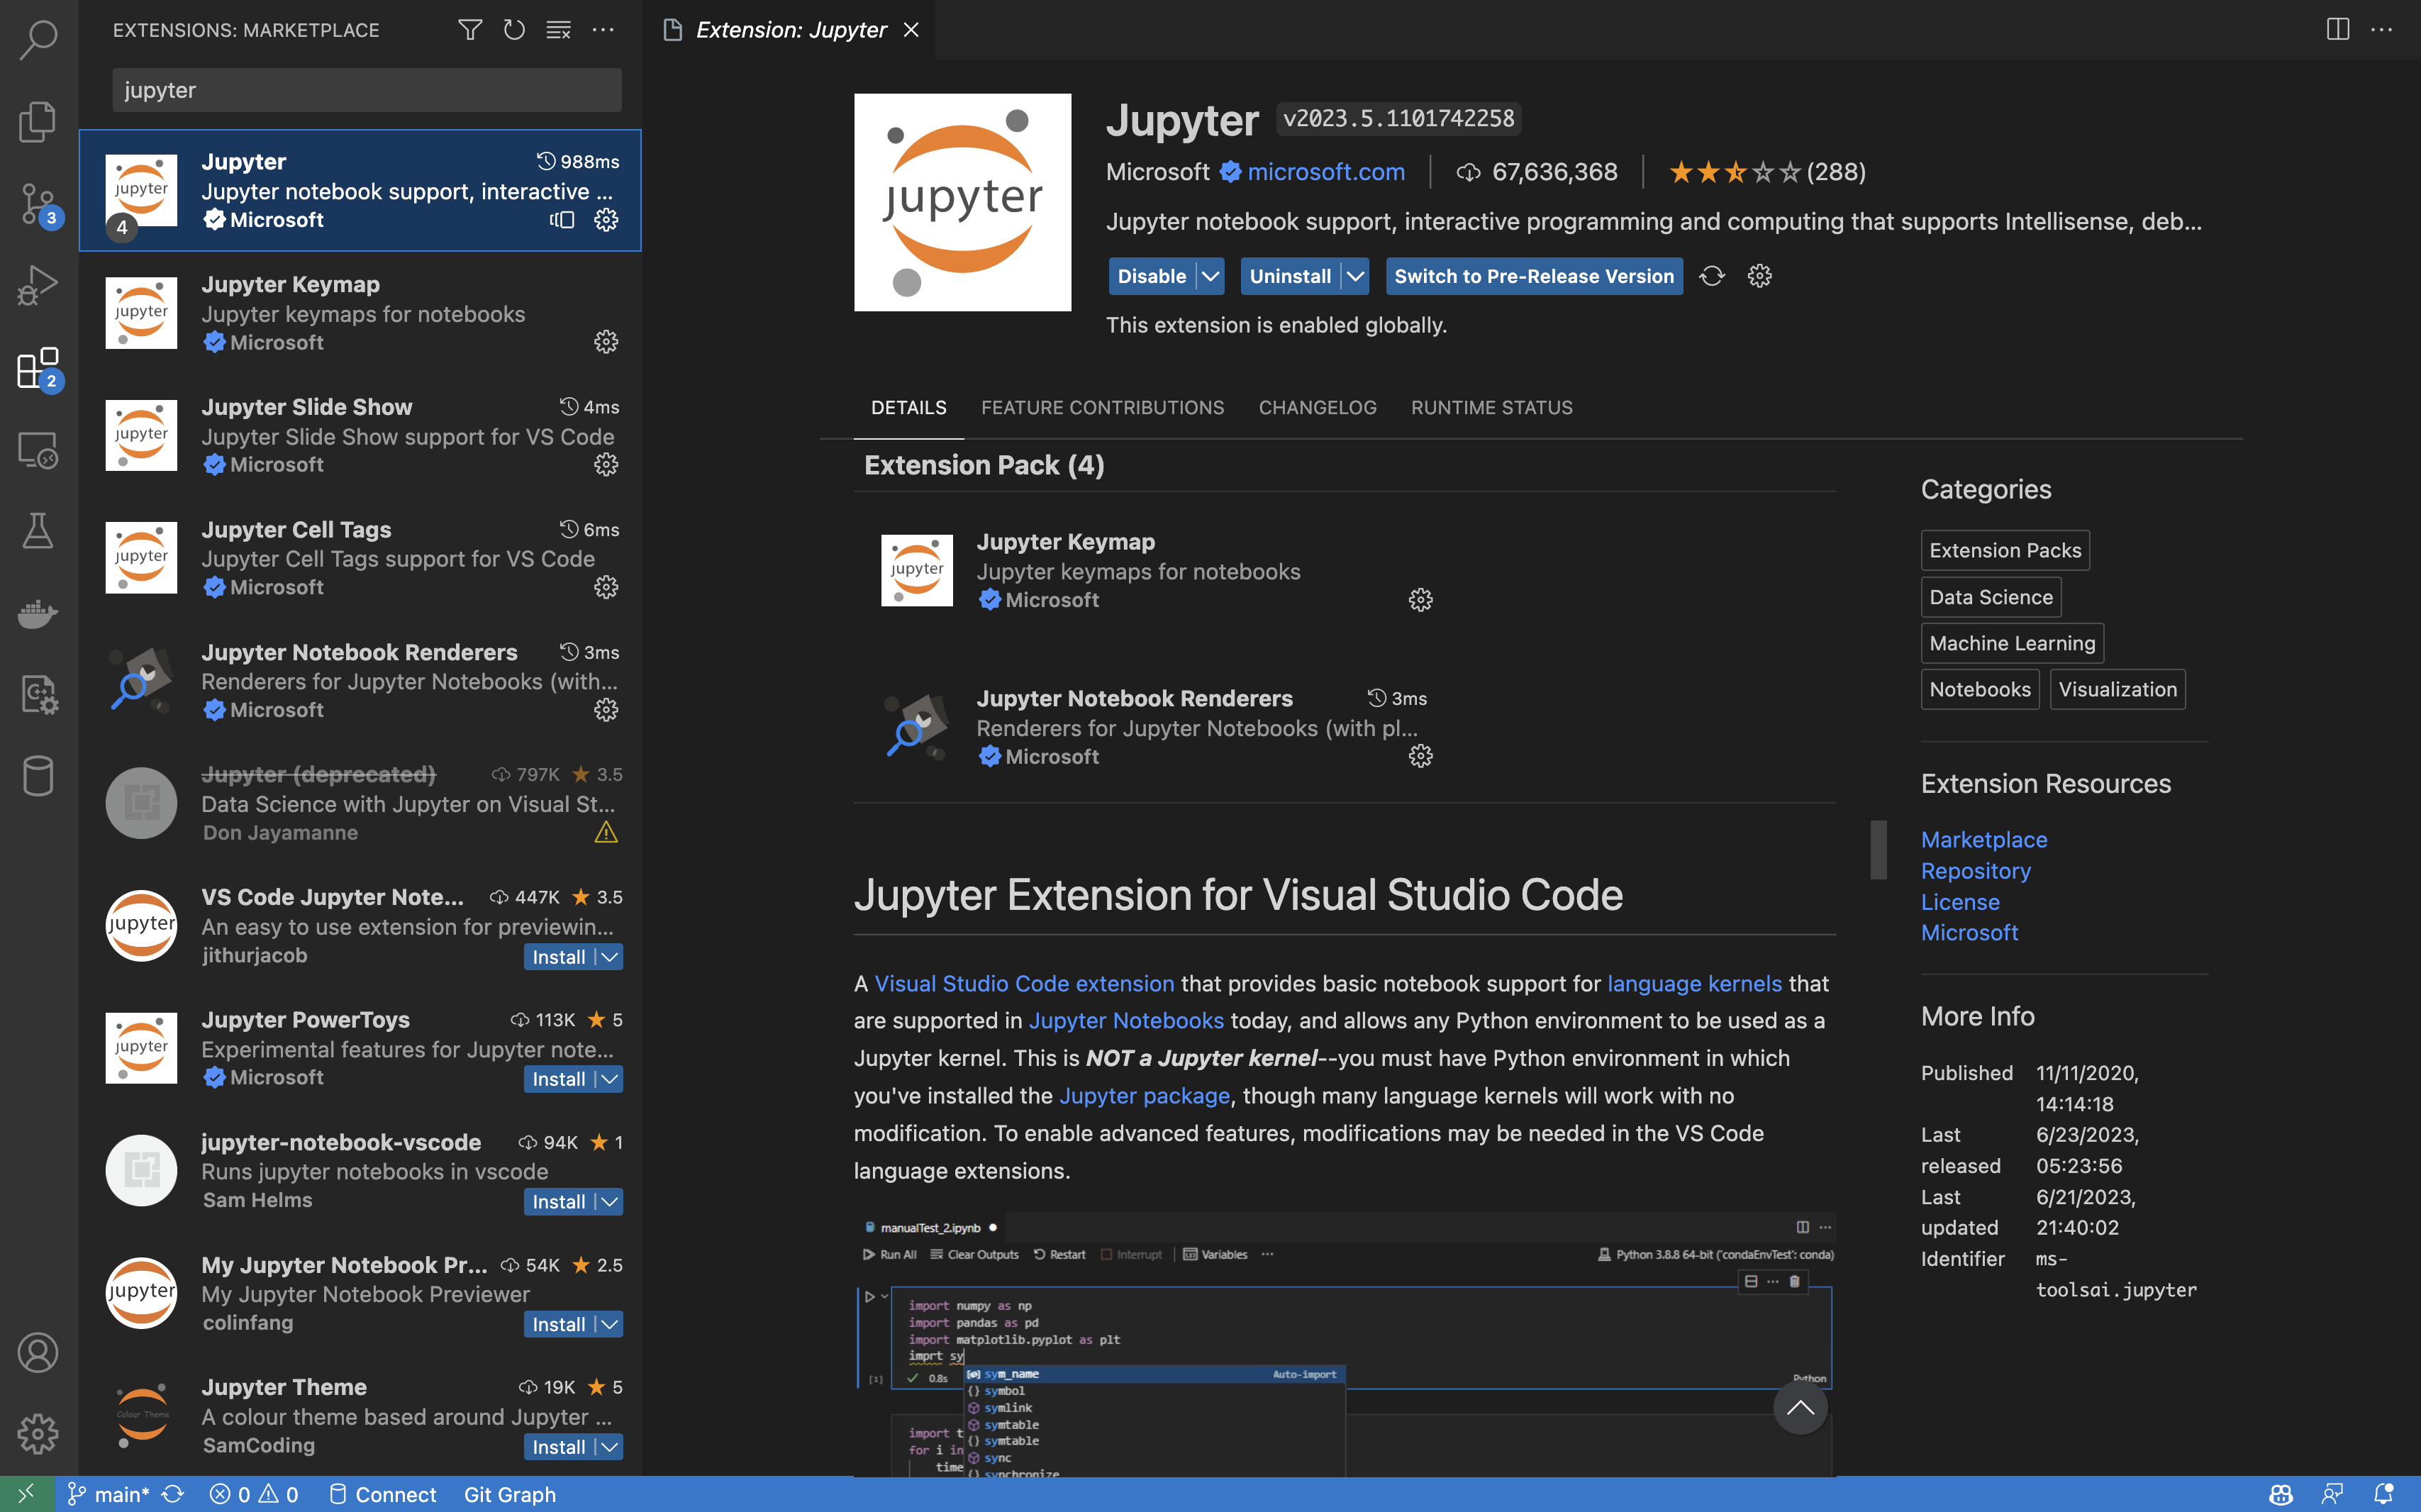 EXTENSIONS: MARKETPLACE
jupyter
Jupyter 988ms
Jupyter notebook support, interactive ...
Microsoft
4
Jupyter Keymap
Jupyter keymaps for notebooks
Microsoft
Jupyter Slide Show 4ms
Jupyter Slide Show support for VS Code
Microsoft
Jupyter Cell Tags 6ms
Jupyter Cell Tags support for VS Code
Microsoft
Jupyter Notebook Renderers 3ms
Renderers for Jupyter Notebooks (with...
Microsoft
Jupyter (deprecated) 797K 3.5
Data Science with Jupyter on Visual St...
Don Jayamanne
VS Code Jupyter Note... 447K 3.5
An easy to use extension for previewin...
jithurjacob Install
Jupyter PowerToys 113K 5
Experimental features for Jupyter note...
Microsoft Install
jupyter-notebook-vscode 94K 1
Runs jupyter notebooks in vscode
Sam Helms Install
My Jupyter Notebook Pr... 54K 2.5
My Jupyter Notebook Previewer
colinfang Install
Jupyter Theme 19K 5
A colour theme based around Jupyter ...
SamCoding Install
3
2
jupyter
jupyter
jupyter
jupyter
jupyter
jupyter
jupyter
Colour Theme
Extension: Jupyter
jupyter
Jupyter v2023.5.1101742258
Microsoft microsoft.com 67,636,368 (288)
Jupyter notebook support, interactive programming and computing that supports Intellisense, deb...
Disable Uninstall Switch to Pre-Release Version
This extension is enabled globally.
DETAILS FEATURE CONTRIBUTIONS CHANGELOG RUNTIME STATUS
Extension Pack (4)
jupyter
Jupyter Keymap
Jupyter keymaps for notebooks
Microsoft
Jupyter Notebook Renderers 3ms
Renderers for Jupyter Notebooks (with pl...
Microsoft
Jupyter Extension for Visual Studio Code
A Visual Studio Code extension that provides basic notebook support for language kernels that
are supported in Jupyter Notebooks today, and allows any Python environment to be used as a
Jupyter kernel. This is NOT a Jupyter kernel--you must have Python environment in which
you've installed the Jupyter package, though many language kernels will work with no
modification. To enable advanced features, modifications may be needed in the VS Code
language extensions.
manualTest_2.ipynb
Run All Clear Outputs Restart Interrupt Variables ... Python 3.8.8 64-bit ('condaEnvTest': conda)
import numpy as np
import pandas as pd
import matplotlib.pyplot as plt
imprt sy
[1] 0.8s Python
sym_name Auto-import
symbol
symlink
symtable
symtable
sync
synchronize
import t
for i in
time
Categories
Extension Packs
Data Science
Machine Learning
Notebooks Visualization
Extension Resources
Marketplace
Repository
License
Microsoft
More Info
Published 11/11/2020,
14:14:18
Last 6/23/2023,
released 05:23:56
Last 6/21/2023,
updated 21:40:02
Identifier ms-
toolsai.jupyter
main* 0 0 Connect Git Graph